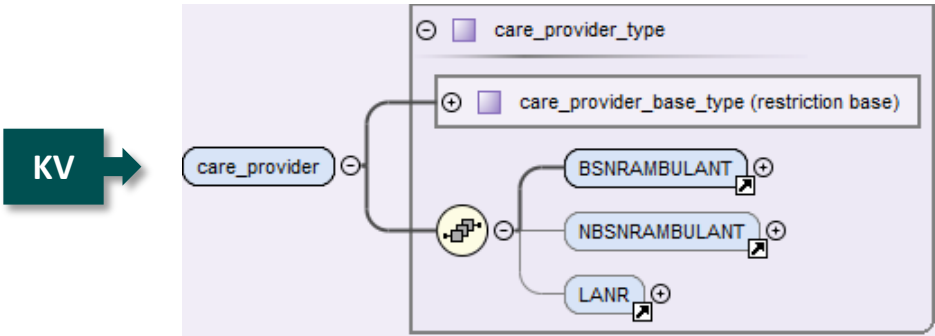 care_provider_type
care_provider_base_type (restriction base)
KV
care_provider
BSNRAMBULANT
NBSNRAMBULANT
LANR